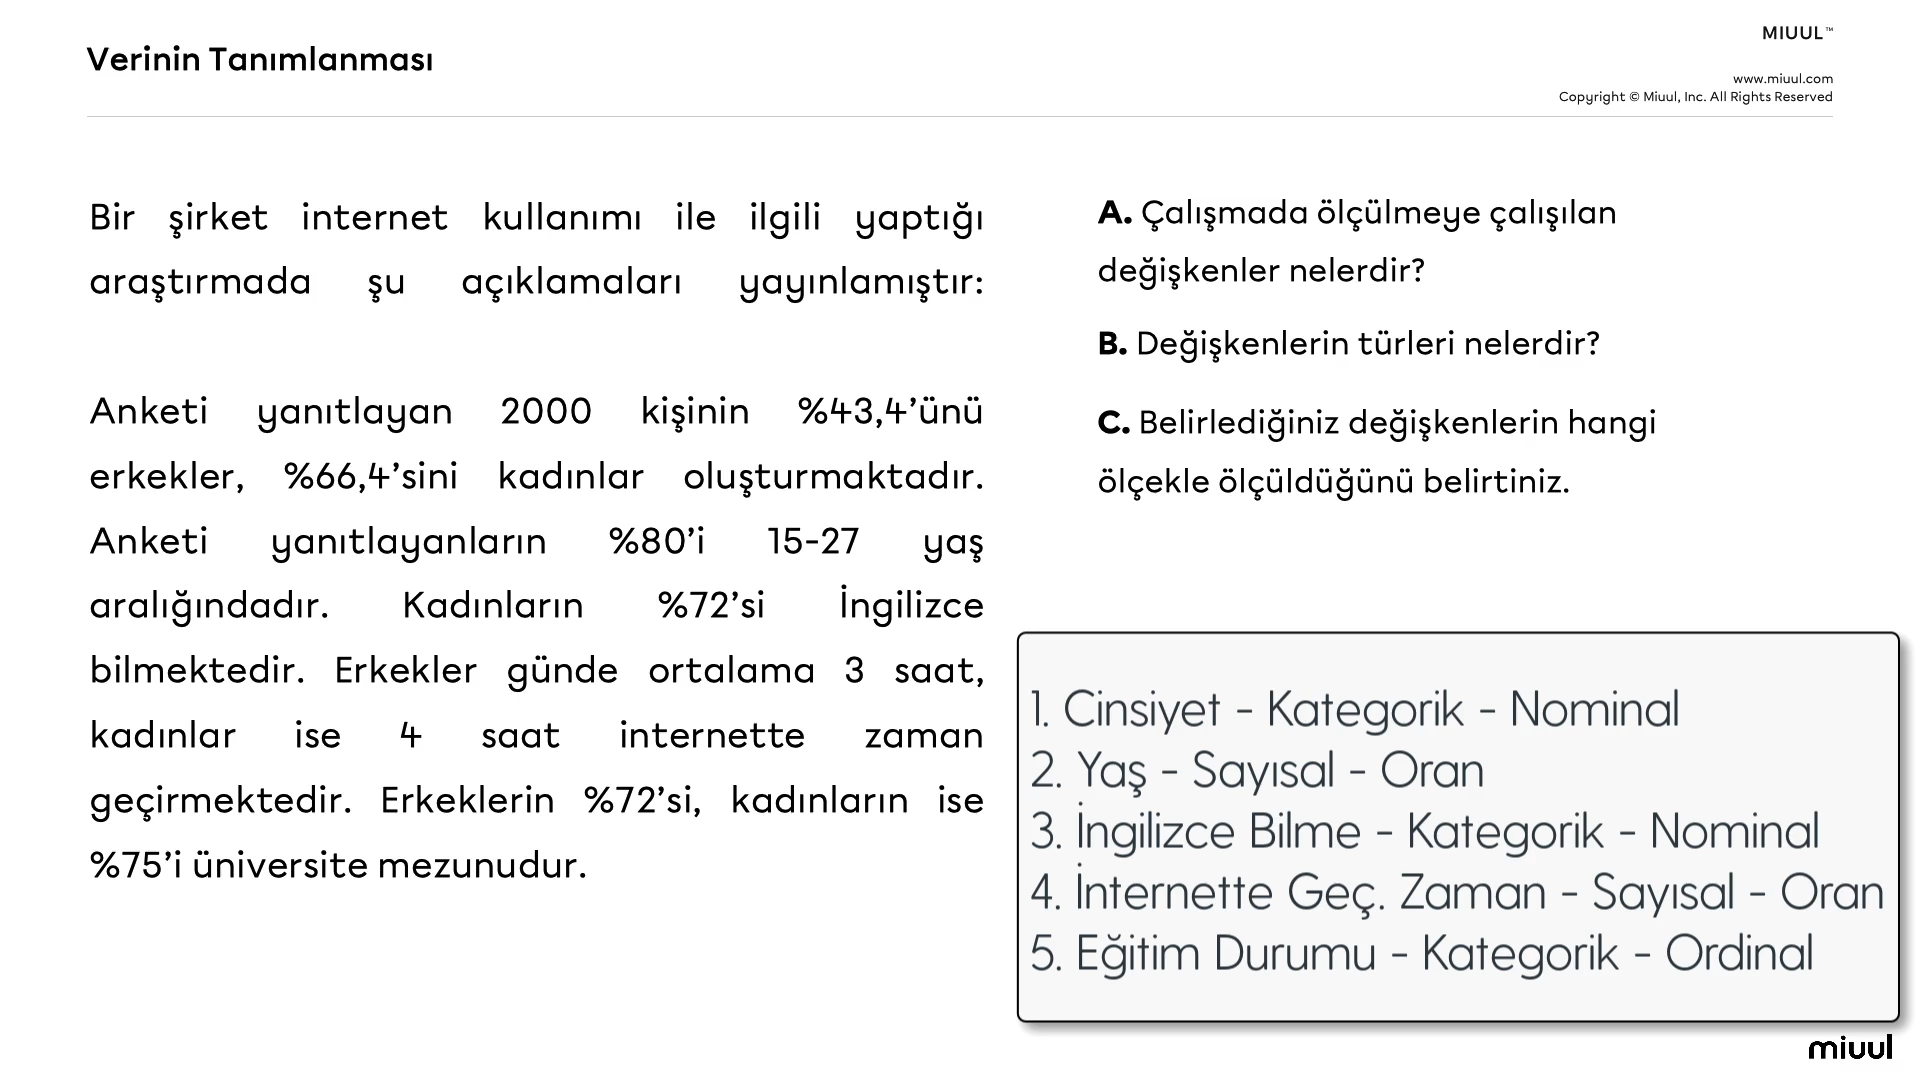 Verinin Tanımlanması
MIUUL™
www.miuul.com
Copyright © Miuul, Inc. All Rights Reserved
Bir şirket internet kullanımı ile ilgili yaptığı
araştırmada şu açıklamaları yayınlamıştır:
Anketi yanıtlayan 2000 kişinin %43,4’ünü
erkekler, %66,4’sini kadınlar oluşturmaktadır.
Anketi yanıtlayanların %80’i 15-27 yaş
aralığındadır. Kadınların %72’si İngilizce
bilmektedir. Erkekler günde ortalama 3 saat,
kadınlar ise 4 saat internette zaman
geçirmektedir. Erkeklerin %72’si, kadınların ise
%75’i üniversite mezunudur.
A. Çalışmada ölçülmeye çalışılan
değişkenler nelerdir?
B. Değişkenlerin türleri nelerdir?
C. Belirlediğiniz değişkenlerin hangi
ölçekle ölçüldüğünü belirtiniz.
1. Cinsiyet - Kategorik - Nominal
2. Yaş - Sayısal - Oran
3. İngilizce Bilme - Kategorik - Nominal
4. İnternette Geç. Zaman - Sayısal - Oran
5. Eğitim Durumu - Kategorik - Ordinal
miuul